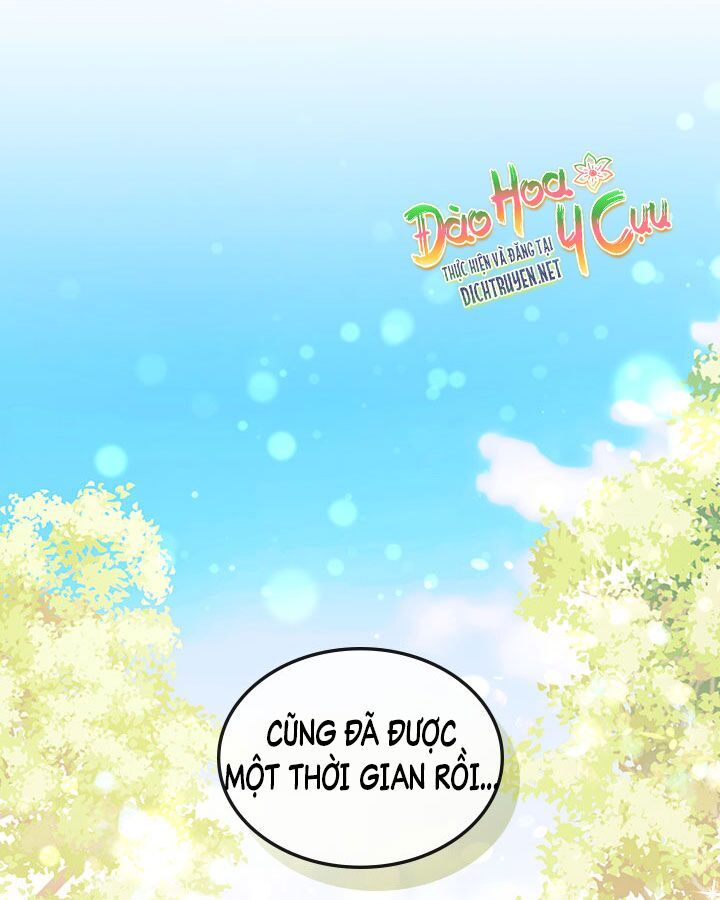 Đào Hoa
Y Cựu
THỰC HIỆN VÀ ĐĂNG TẠI
DICHTRUYEN.NET
CŨNG ĐÃ ĐƯỢC
MỘT THỜI GIAN RỒI...